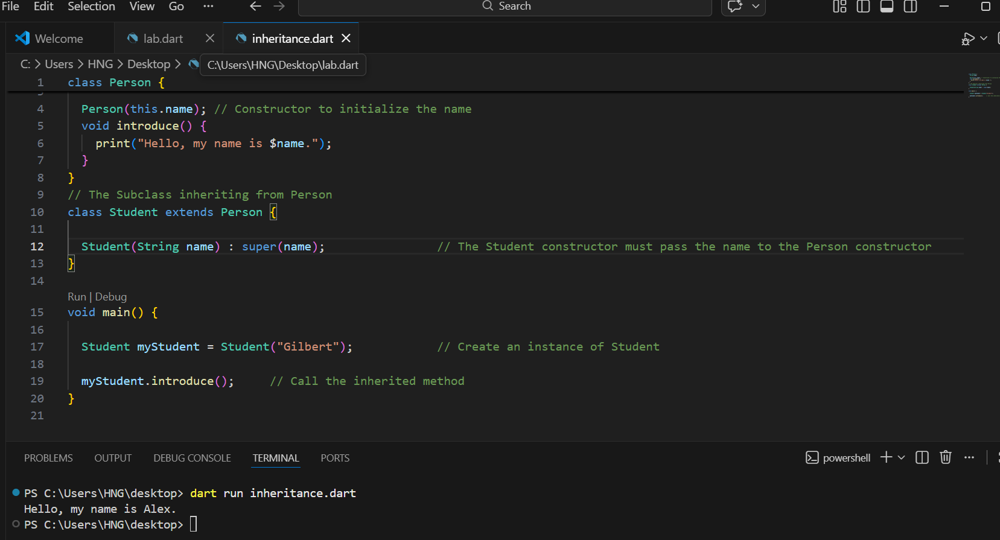 File Edit Selection View Go ··· Search
Welcome lab.dart inheritance.dart
C: > Users > HNG > Desktop >
C:\Users\HNG\Desktop\lab.dart
1 class Person {
4 Person(this.name); // Constructor to initialize the name
5 void introduce() {
6 print("Hello, my name is $name.");
7 }
8 }
9 // The Subclass inheriting from Person
10 class Student extends Person {
11
12 Student(String name) : super(name); // The Student constructor must pass the name to the Person constructor
13 }
14
Run | Debug
15 void main() {
16
17 Student myStudent = Student("Gilbert"); // Create an instance of Student
18
19 myStudent.introduce(); // Call the inherited method
20 }
21
PROBLEMS OUTPUT DEBUG CONSOLE TERMINAL PORTS powershell
PS C:\Users\HNG\desktop> dart run inheritance.dart
Hello, my name is Alex.
PS C:\Users\HNG\desktop>